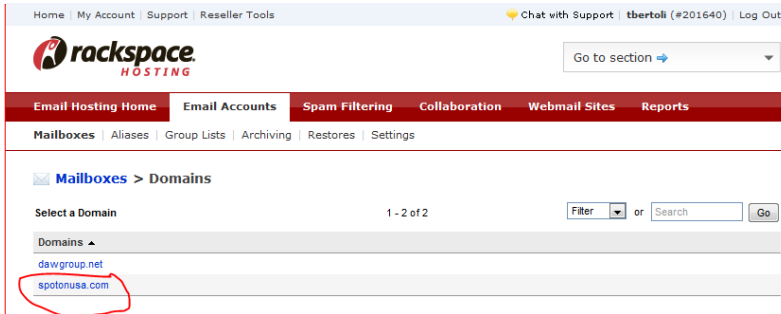 Home | My Account | Support | Reseller Tools Chat with Support | tbertoli (#201640) | Log Out
rackspace.
HOSTING
Go to section
Email Hosting Home Email Accounts Spam Filtering Collaboration Webmail Sites Reports
Mailboxes | Aliases | Group Lists | Archiving | Restores | Settings
Mailboxes > Domains
Select a Domain 1 - 2 of 2 Filter or Search Go
Domains
dawgroup.net
spotonusa.com